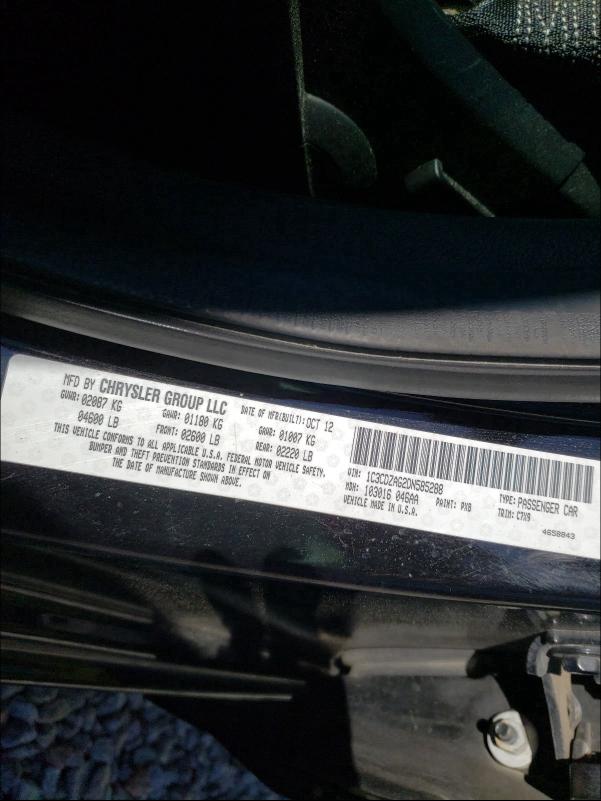 MFD BY CHRYSLER GROUP LLC DATE OF MFR(BUILT): OCT 12
GVWR: 02087 KG GAWR: 01180 KG GAWR: 01007 KG
04600 LB FRONT: 02600 LB REAR: 02220 LB
THIS VEHICLE CONFORMS TO ALL APPLICABLE U.S.A. FEDERAL MOTOR VEHICLE SAFETY,
BUMPER AND THEFT PREVENTION STANDARDS IN EFFECT ON
THE DATE OF MANUFACTURE SHOWN ABOVE.
VIN: 1C3CDZAG2DN585288 TYPE: PASSENGER CAR
MDH: 103016 046AA PAINT: PX8 TRIM: C7X9
VEHICLE MADE IN U.S.A.
4658843